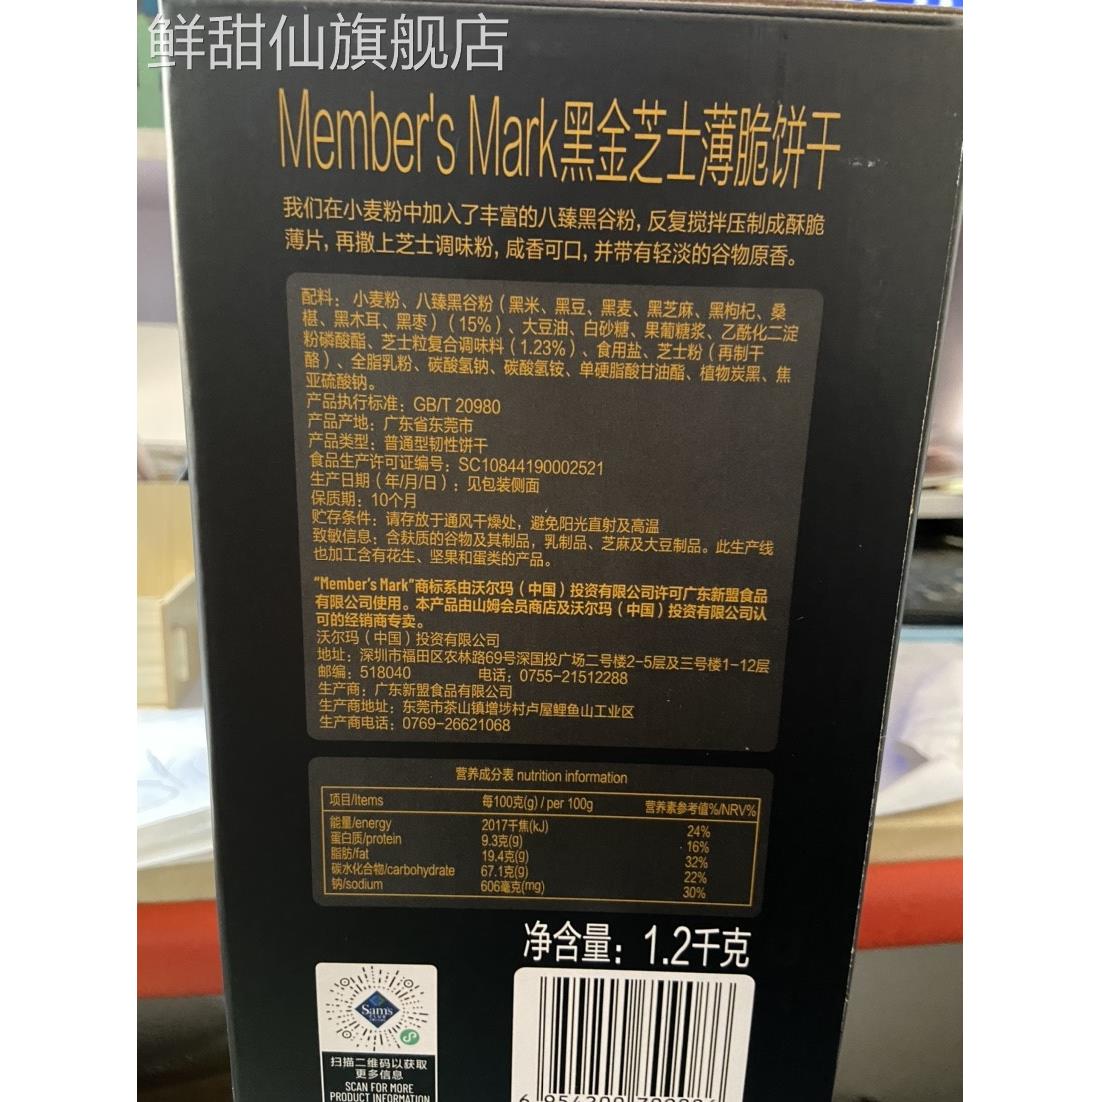 鲜甜仙旗舰店
Member's Mark黑金芝士薄脆饼干
我们在小麦粉中加入了丰富的八臻黑谷粉, 反复搅拌压制成酥脆
薄片, 再撒上芝士调味粉, 咸香可口, 并带有轻淡的谷物原香。
配料：小麦粉、八臻黑谷粉（黑米、黑豆、黑麦、黑芝麻、黑枸杞、桑
椹、黑木耳、黑枣）（15%）、大豆油、白砂糖、果葡糖浆、乙酰化二淀
粉磷酸酯、芝士粒复合调味料（1.23%）、食用盐、芝士粉（再制干
酪）、全脂乳粉、碳酸氢钠、碳酸氢铵、单硬脂酸甘油酯、植物炭黑、焦
亚硫酸钠。
产品执行标准：GB/T 20980
产品产地：广东省东莞市
产品类型：普通型韧性饼干
食品生产许可证编号：SC10844190002521
生产日期（年/月/日）：见包装侧面
保质期：10个月
贮存条件：请存放于通风干燥处，避免阳光直射及高温
致敏信息：含麸质的谷物及其制品，乳制品、芝麻及大豆制品。此生产线
也加工含有花生、坚果和蛋类的产品。
“Member's Mark”商标系由沃尔玛（中国）投资有限公司许可广东新盟食品
有限公司使用。本产品由山姆会员商店及沃尔玛（中国）投资有限公司认
可的经销商专卖。
沃尔玛（中国）投资有限公司
地址：深圳市福田区农林路69号深国投广场二号楼2-5层及三号楼1-12层
邮编：518040 电话：0755-21512288
生产商：广东新盟食品有限公司
生产商地址：东莞市茶山镇增埗村卢屋鲤鱼山工业区
生产商电话：0769-26621068
营养成分表 nutrition information
项目/Items 每100克(g) / per 100g 营养素参考值%/NRV%
能量/energy 2017千焦(kJ) 24%
蛋白质/protein 9.3克(g) 16%
脂肪/fat 19.4克(g) 32%
碳水化合物/carbohydrate 67.1克(g) 22%
钠/sodium 606毫克(mg) 30%
净含量：1.2千克
Sam's
扫描二维码以获取
更多信息
SCAN FOR MORE
PRODUCT INFORMATION